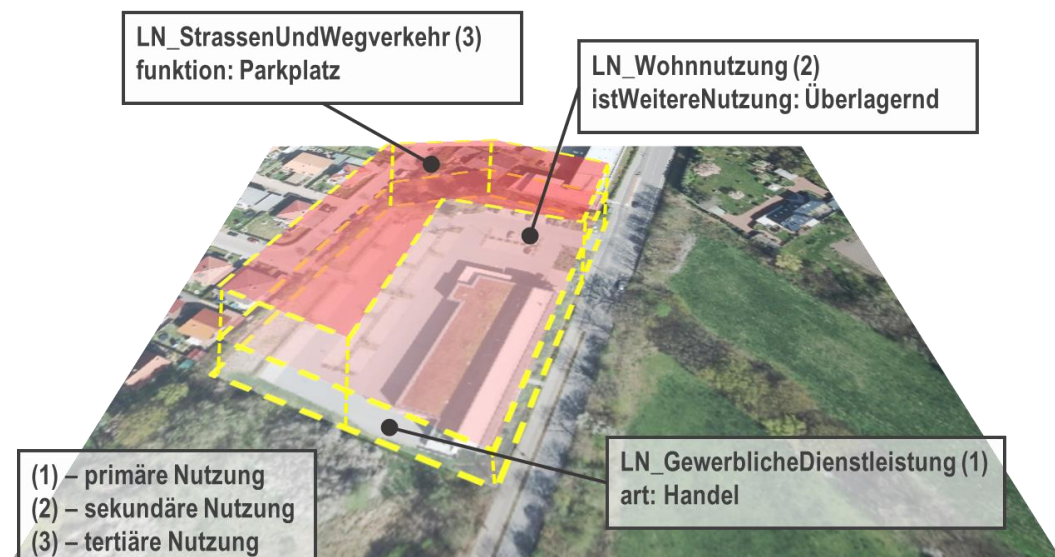 LN_StrassenUndWegverkehr (3)
funktion: Parkplatz
LN_Wohnnutzung (2)
istWeitereNutzung: Überlagernd
LN_GewerblicheDienstleistung (1)
art: Handel
(1) – primäre Nutzung
(2) – sekundäre Nutzung
(3) – tertiäre Nutzung